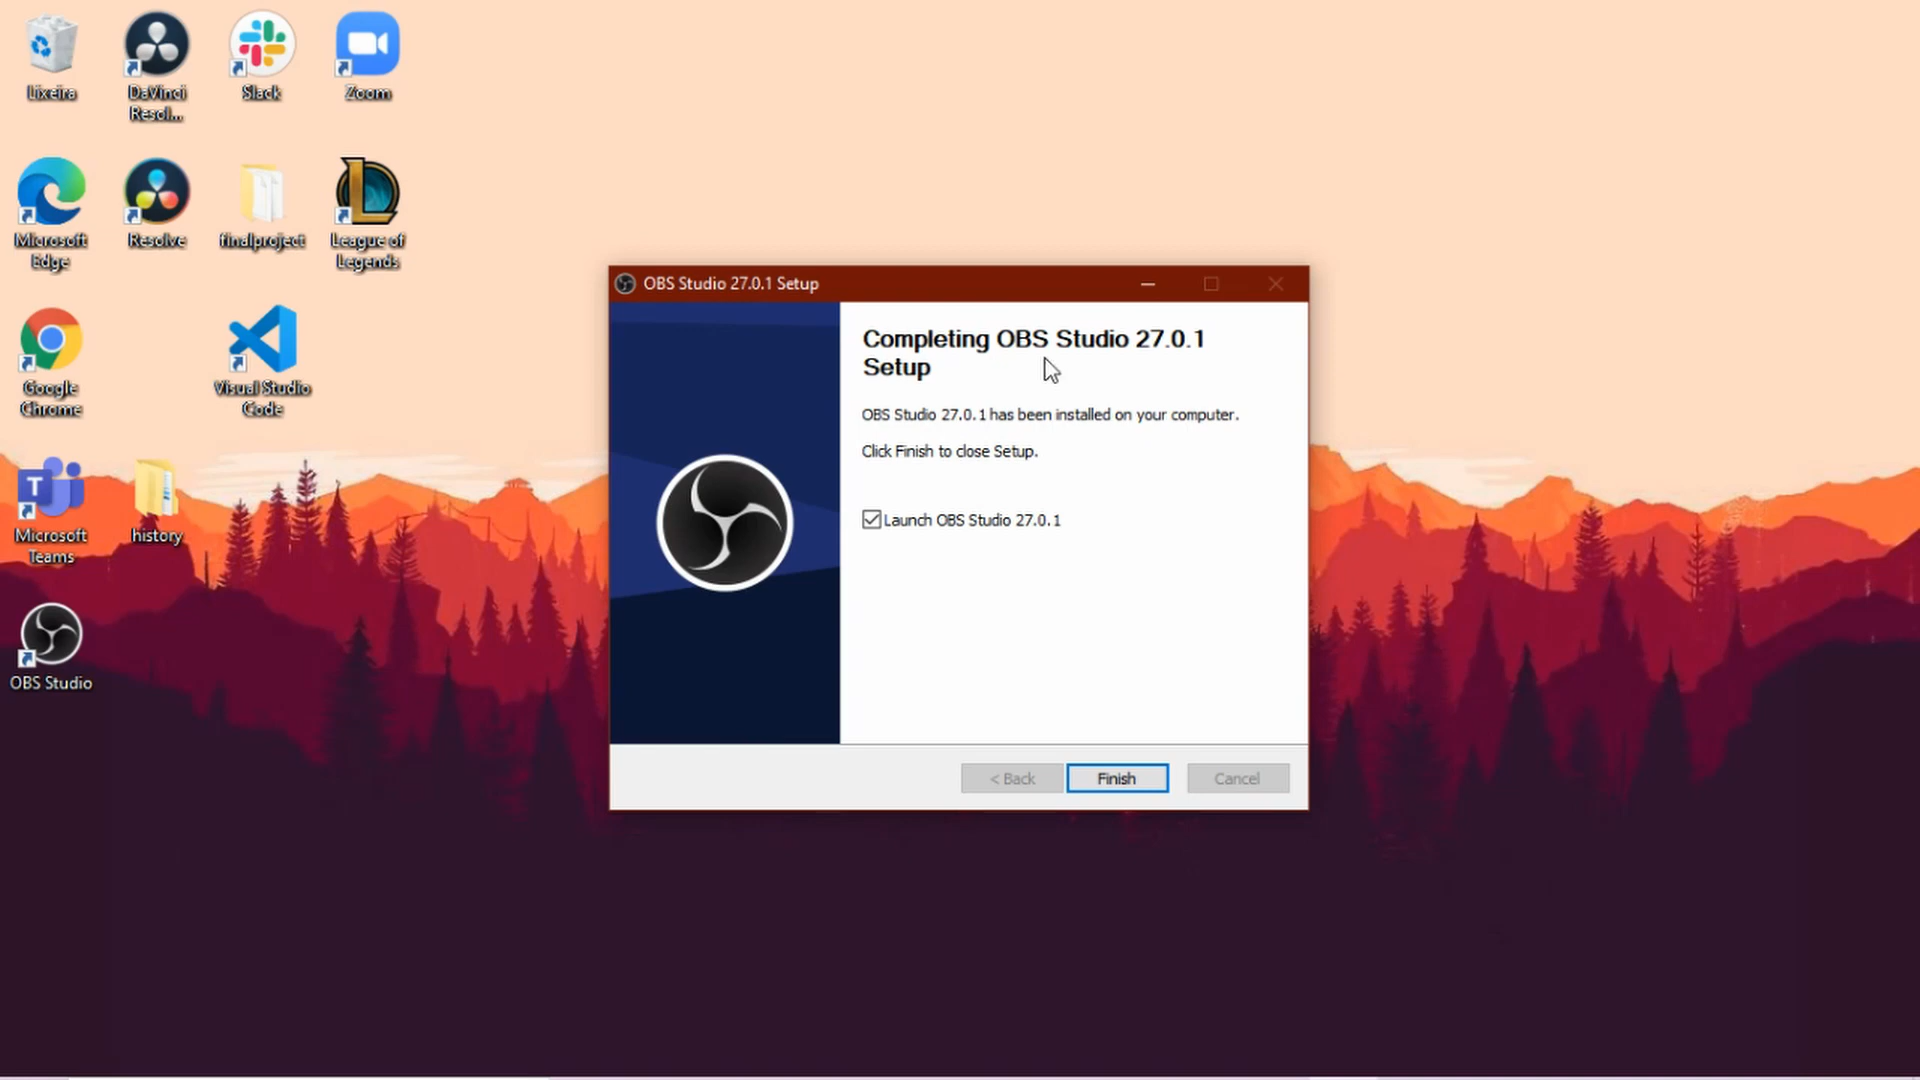 Lixeira
DaVinci
Resol...
Slack
Zoom
Microsoft
Edge
Resolve
finalproject
League of
Legends
Google
Chrome
Visual Studio
Code
Microsoft
Teams
history
OBS Studio
OBS Studio 27.0.1 Setup
Completing OBS Studio 27.0.1
Setup
OBS Studio 27.0.1 has been installed on your computer.
Click Finish to close Setup.
Launch OBS Studio 27.0.1
< Back
Finish
Cancel